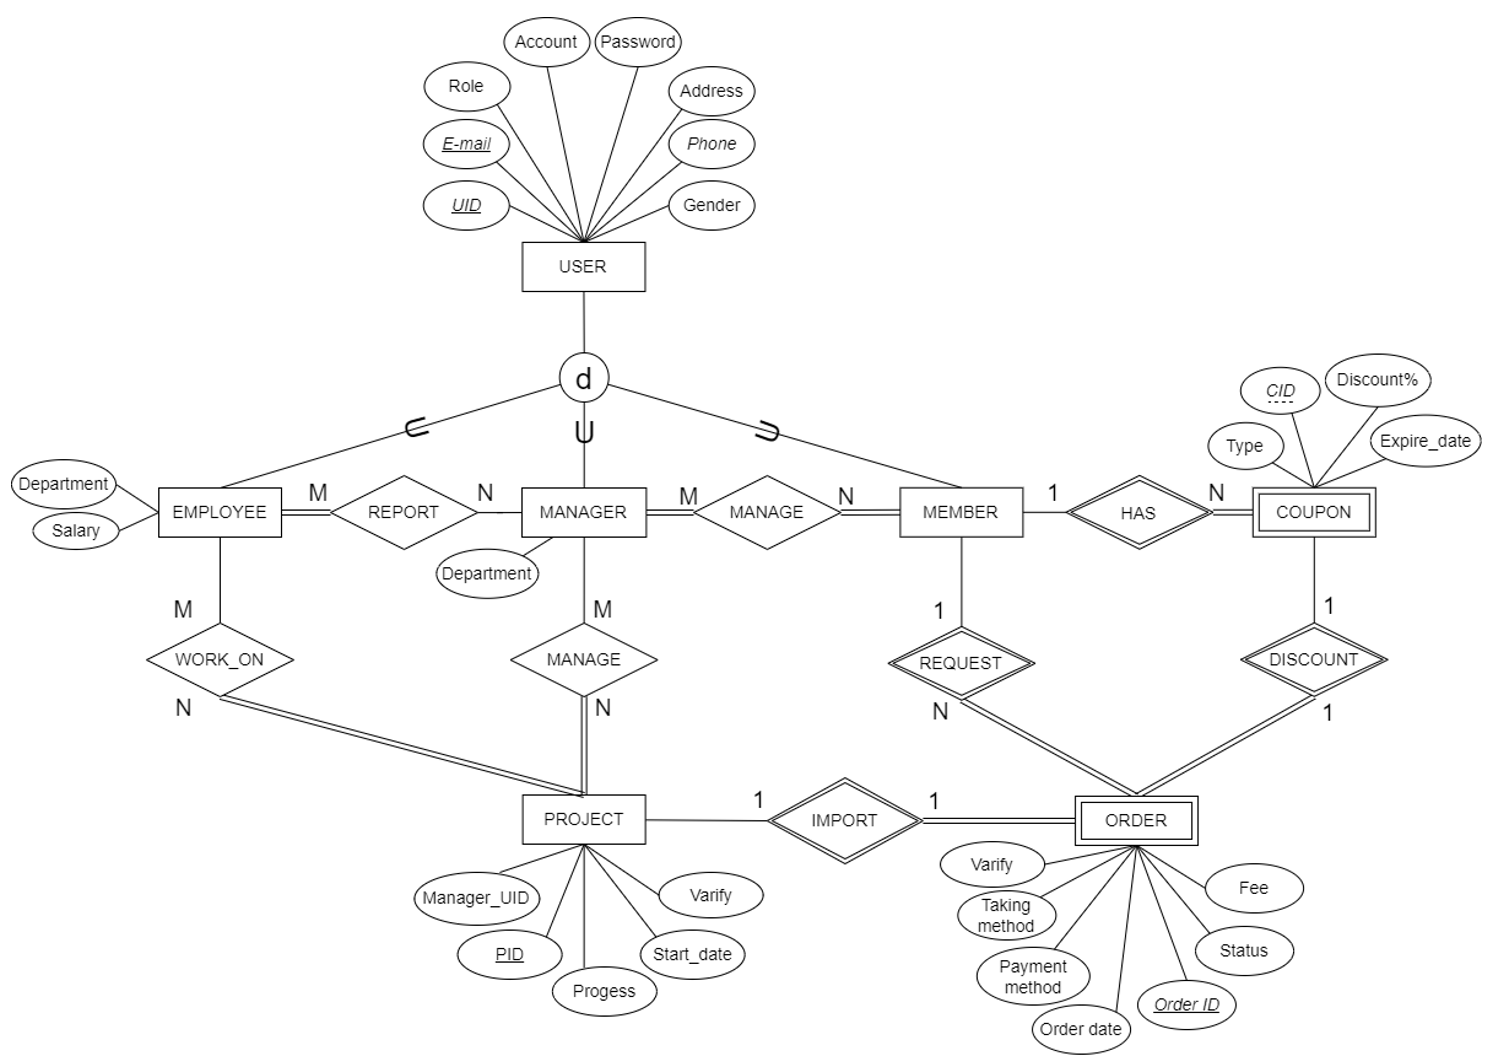 Account
Password
Role
Address
E-mail
Phone
UID
Gender
USER
d
U
U
U
CID
Discount%
Type
Expire_date
Department
Salary
EMPLOYEE
M
REPORT
N
MANAGER
M
MANAGE
N
MEMBER
1
HAS
N
COUPON
Department
M
M
1
1
WORK_ON
MANAGE
REQUEST
DISCOUNT
N
N
N
1
PROJECT
1
IMPORT
1
ORDER
Manager_UID
Varify
PID
Start_date
Progess
Varify
Fee
Taking
method
Status
Payment
method
Order ID
Order date